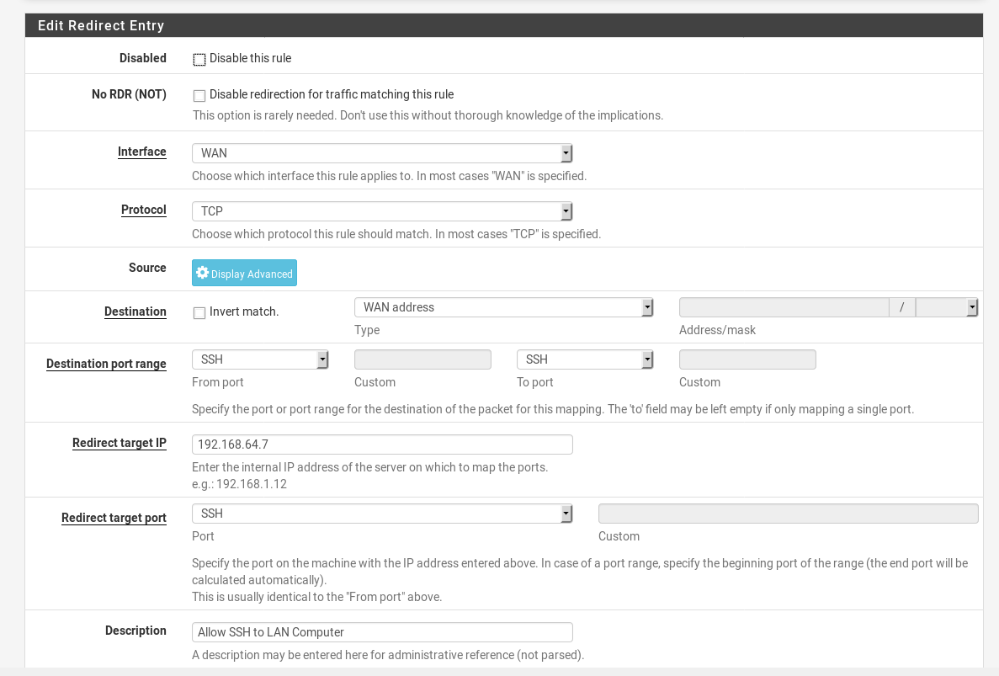 Edit Redirect Entry
Disabled Disable this rule
No RDR (NOT) Disable redirection for traffic matching this rule
This option is rarely needed. Don't use this without thorough knowledge of the implications.
Interface WAN
Choose which interface this rule applies to. In most cases "WAN" is specified.
Protocol TCP
Choose which protocol this rule should match. In most cases "TCP" is specified.
Source Display Advanced
Destination Invert match. WAN address /
Type Address/mask
Destination port range SSH SSH
From port Custom To port Custom
Specify the port or port range for the destination of the packet for this mapping. The 'to' field may be left empty if only mapping a single port.
Redirect target IP 192.168.64.7
Enter the internal IP address of the server on which to map the ports.
e.g.: 192.168.1.12
Redirect target port SSH
Port Custom
Specify the port on the machine with the IP address entered above. In case of a port range, specify the beginning port of the range (the end port will be
calculated automatically).
This is usually identical to the "From port" above.
Description Allow SSH to LAN Computer
A description may be entered here for administrative reference (not parsed).